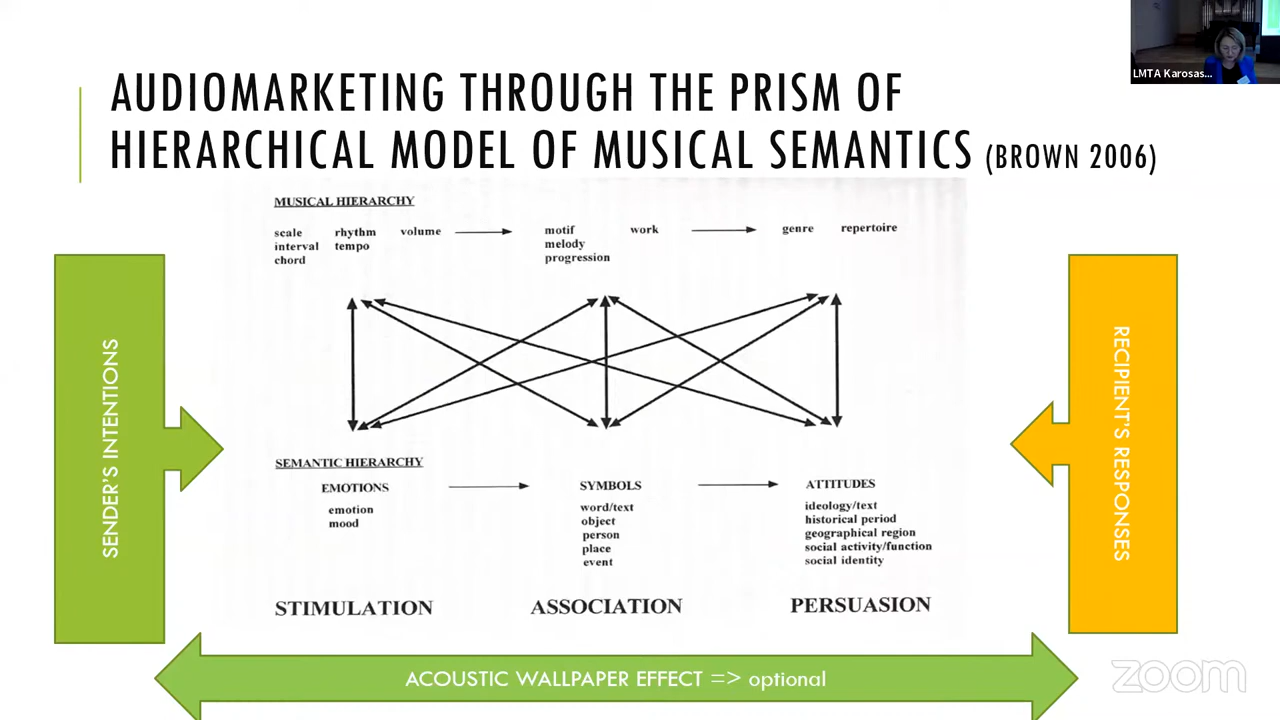 LMTA Karosas...
AUDIOMARKETING THROUGH THE PRISM OF
HIERARCHICAL MODEL OF MUSICAL SEMANTICS (BROWN 2006)
MUSICAL HIERARCHY
scale rhythm volume motif work genre repertoire
interval tempo melody
chord progression
SENDER'S INTENTIONS
RECIPIENT'S RESPONSES
SEMANTIC HIERARCHY
EMOTIONS SYMBOLS ATTITUDES
emotion word/text ideology/text
mood object historical period
person geographical region
place social activity/function
event social identity
STIMULATION ASSOCIATION PERSUASION
ACOUSTIC WALLPAPER EFFECT => optional
zoom